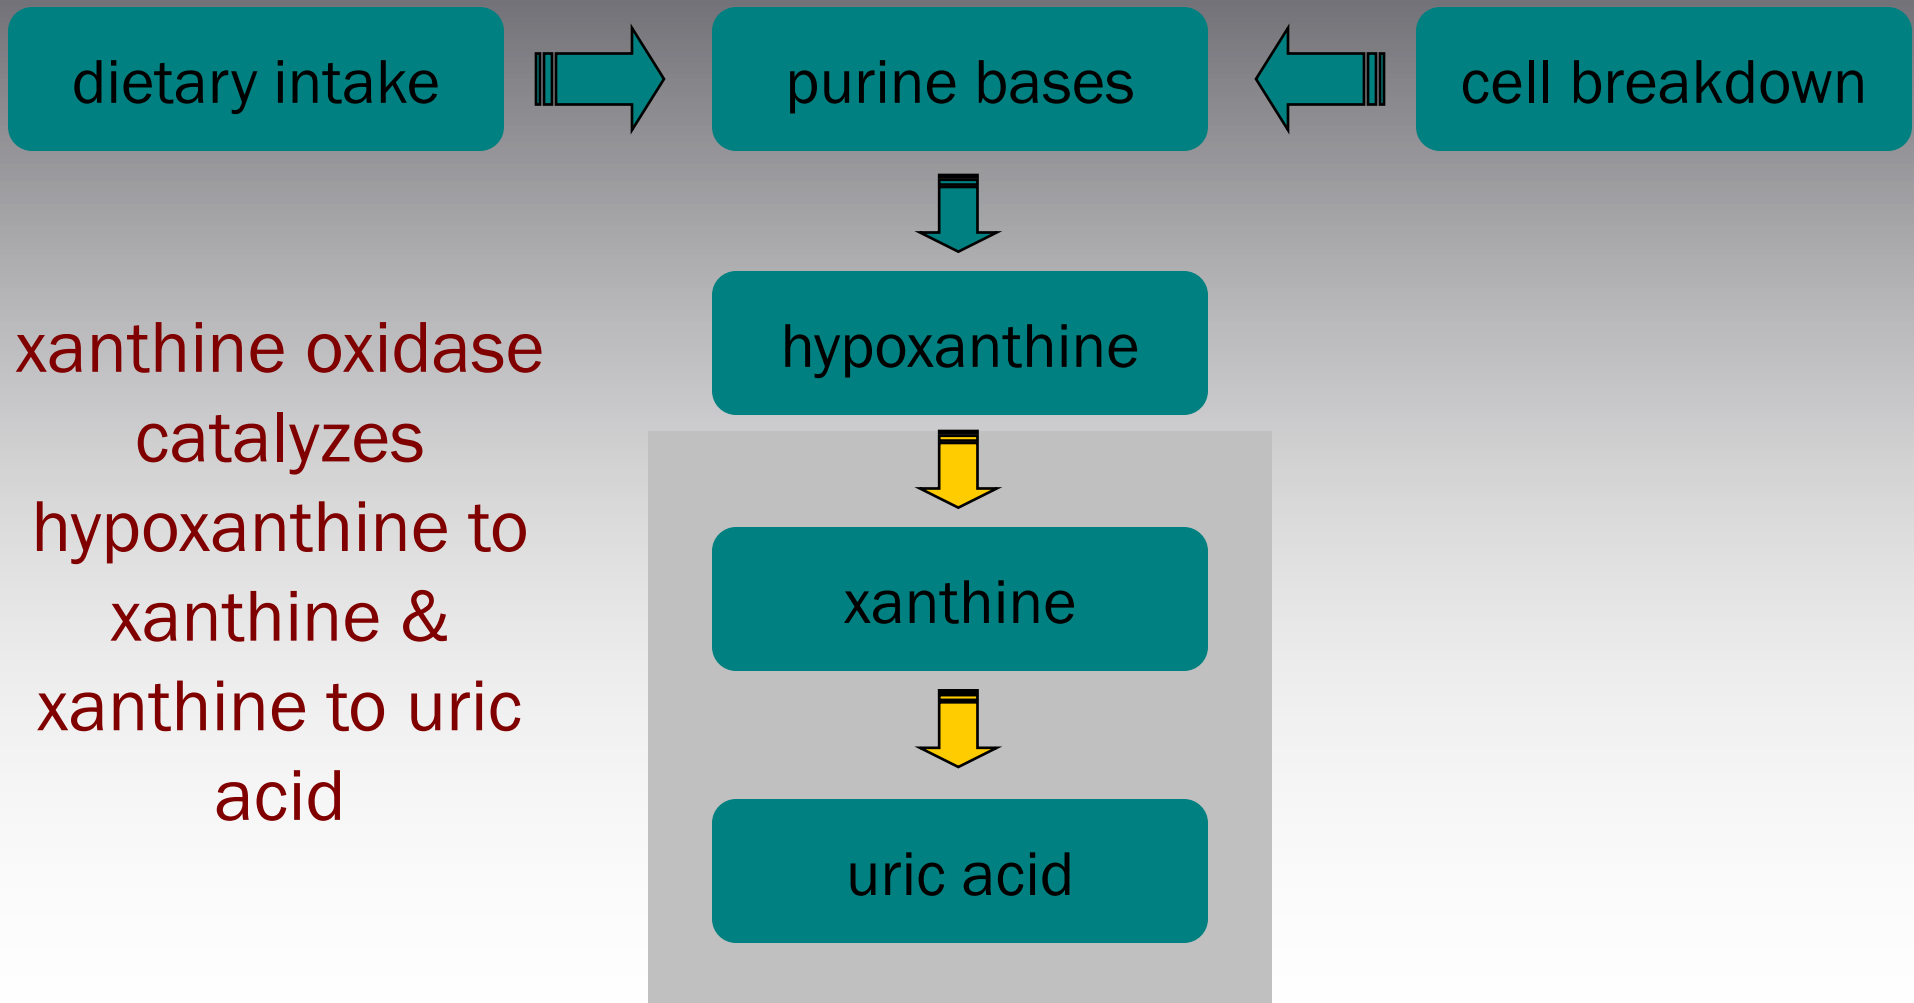 dietary intake
purine bases
cell breakdown
hypoxanthine
xanthine oxidase
catalyzes
hypoxanthine to
xanthine &
xanthine to uric
acid
xanthine
uric acid